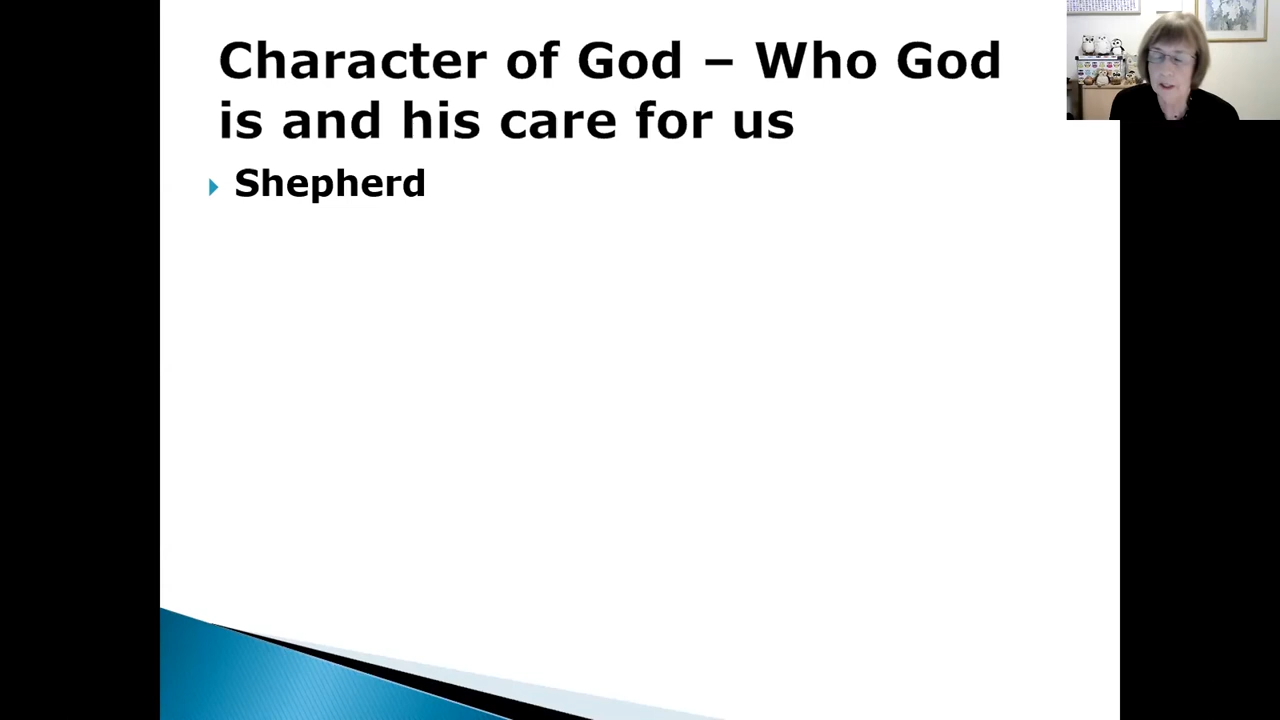 Character of God – Who God
is and his care for us
Shepherd